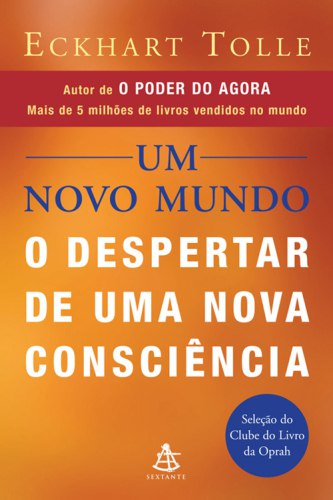 ECKHART TOLLE
Autor de O PODER DO AGORA
Mais de 5 milhões de livros vendidos no mundo
UM
NOVO MUNDO
O DESPERTAR
DE UMA NOVA
CONSCIÊNCIA
Seleção do
Clube do Livro
da Oprah
SEXTANTE